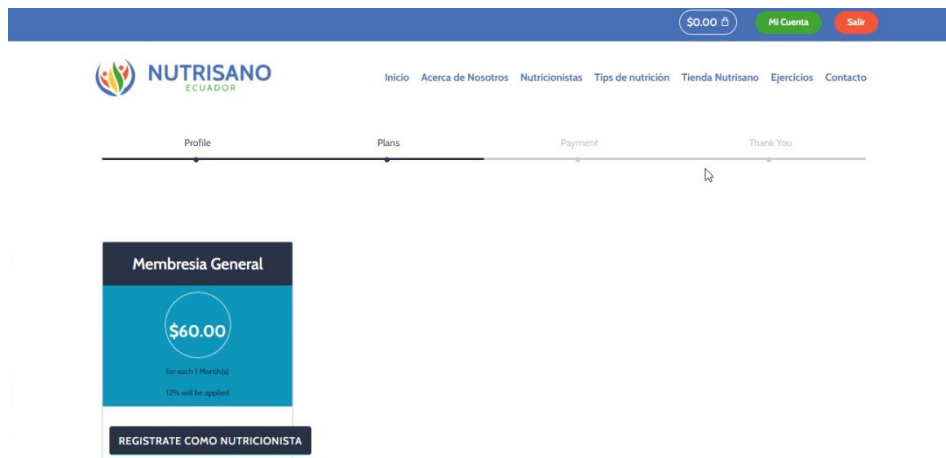 $0.00
Mi Cuenta
Salir
NUTRISANO
ECUADOR
Inicio Acerca de Nosotros Nutricionistas Tips de nutrición Tienda Nutrisano Ejercicios Contacto
Profile Plans Payment Thank You
Membresia General
$60.00
for each 1 Month(s)
12% will be applied
REGISTRATE COMO NUTRICIONISTA